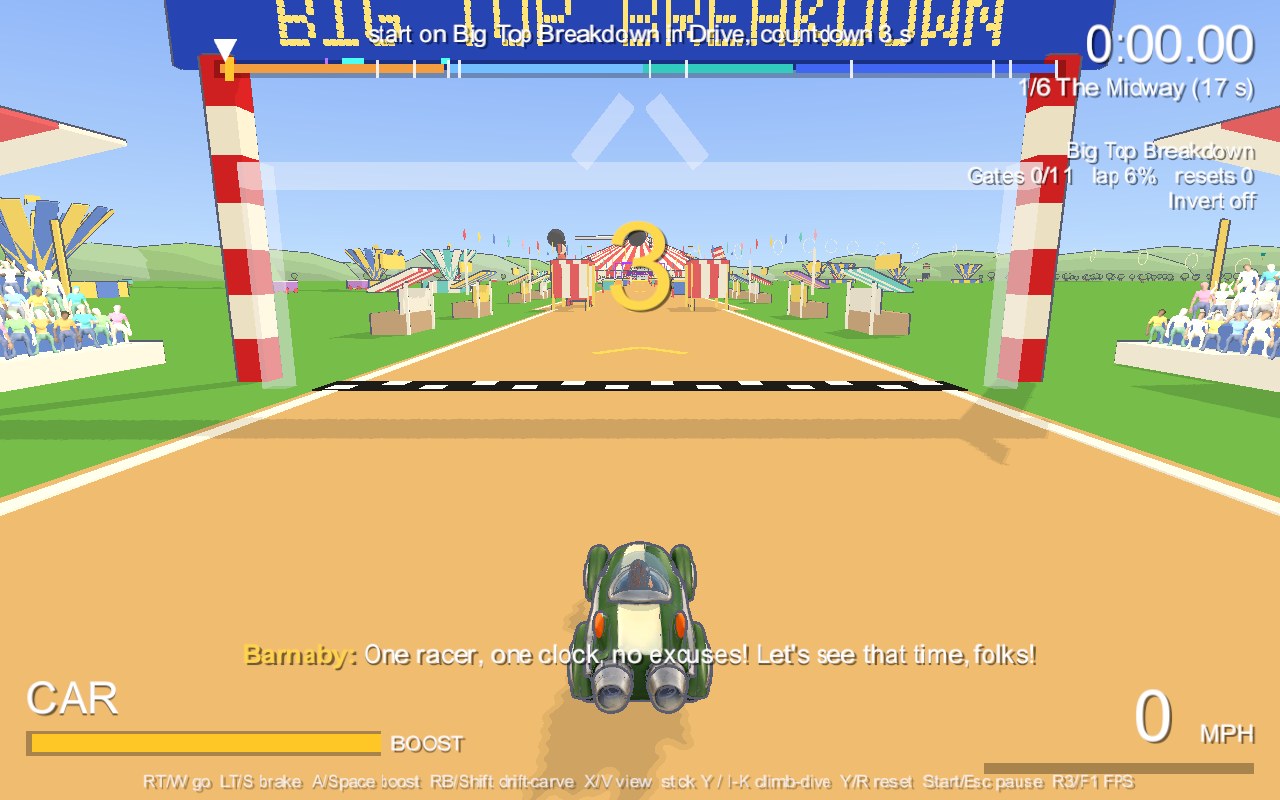 BIG TOP BREAKDOWN
start on Big Top Breakdown in Drive, countdown 3 s
0:00.00
1/6 The Midway (17 s)
Big Top Breakdown
Gates 0/11 lap 6% resets 0
Invert off
3
Barnaby: One racer, one clock, no excuses! Let's see that time, folks!
CAR
BOOST
0 MPH
RT/W go LT/S brake A/Space boost RB/Shift drift-carve X/V view stick Y / I-K climb-dive Y/R reset Start/Esc pause R3/F1 FPS